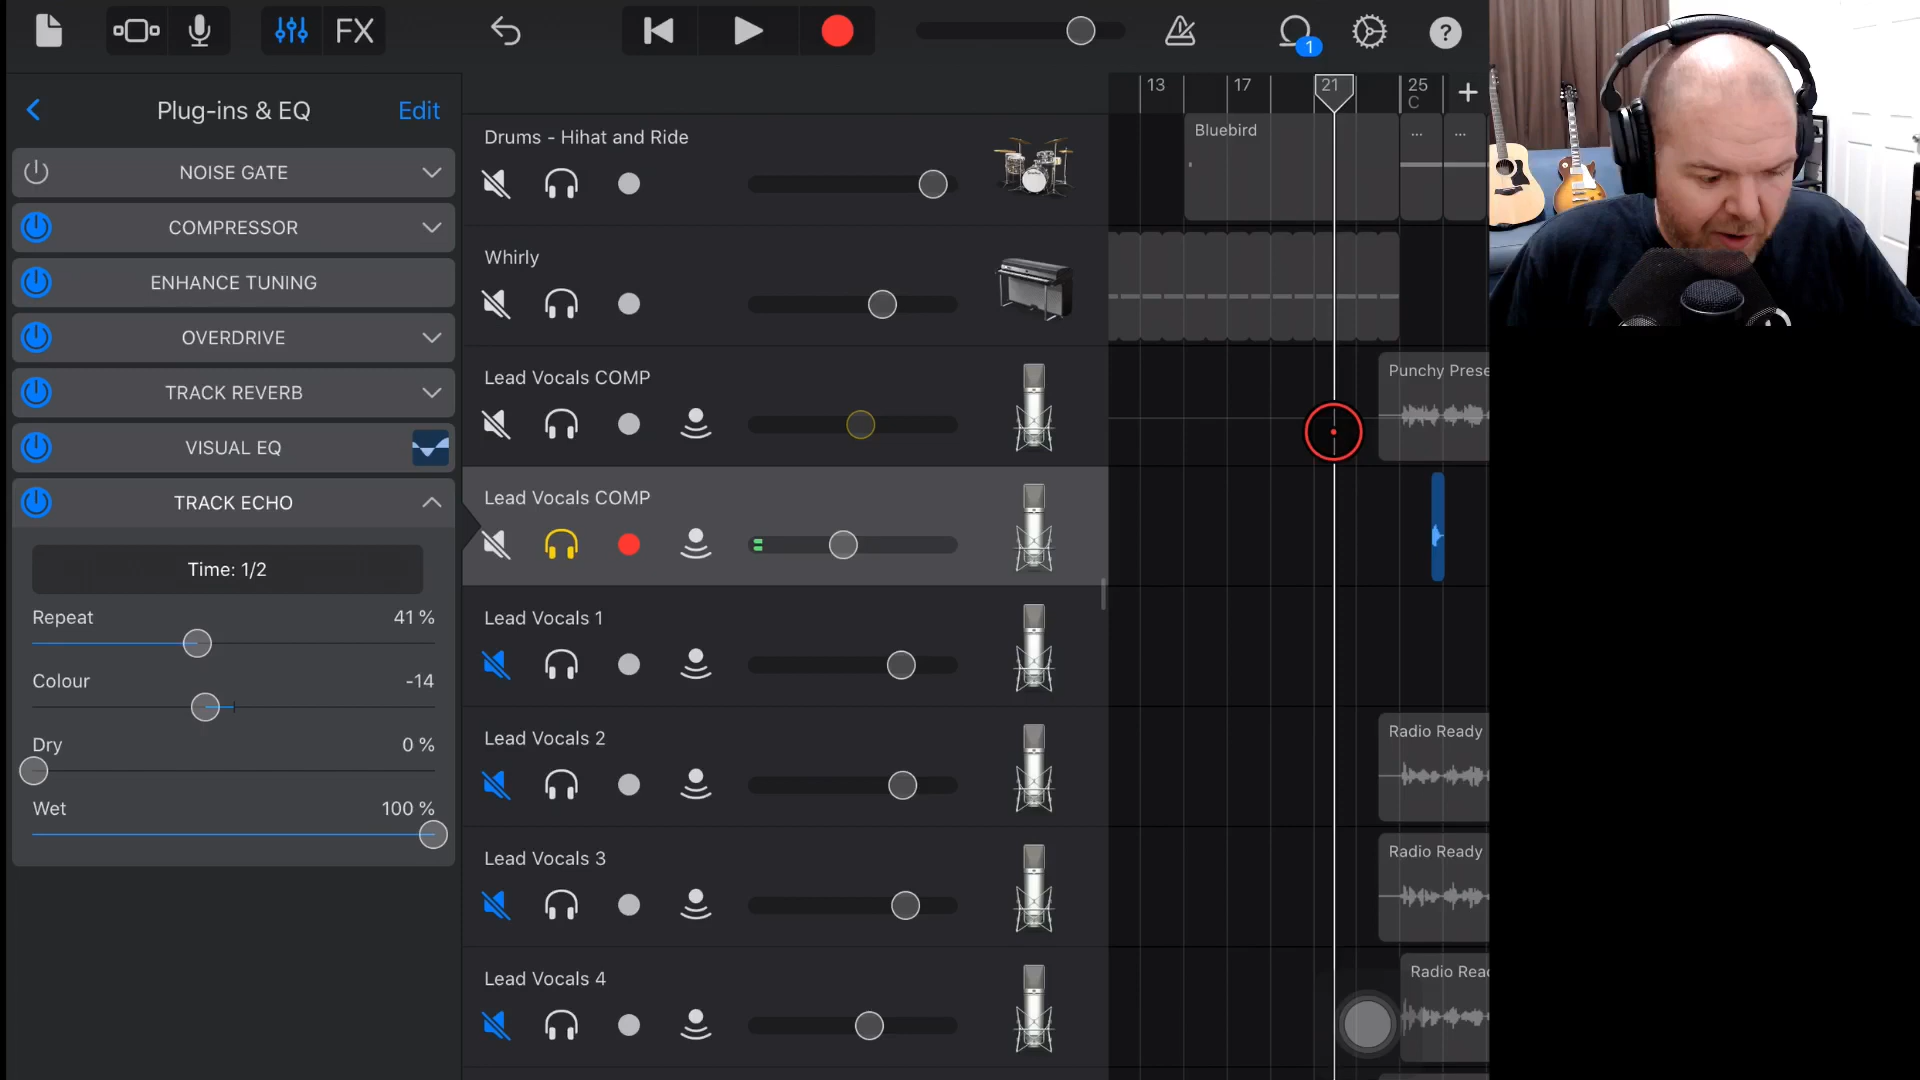 FX
1
?
Plug-ins & EQ
Edit
NOISE GATE
COMPRESSOR
ENHANCE TUNING
OVERDRIVE
TRACK REVERB
VISUAL EQ
TRACK ECHO
Time: 1/2
Repeat
41 %
Colour
-14
Dry
0 %
Wet
100 %
Drums - Hihat and Ride
Whirly
Lead Vocals COMP
Lead Vocals COMP
Lead Vocals 1
Lead Vocals 2
Lead Vocals 3
Lead Vocals 4
13
17
21
25
C
+
Bluebird
...
...
Punchy Prese
Radio Ready
Radio Ready
Radio Reac